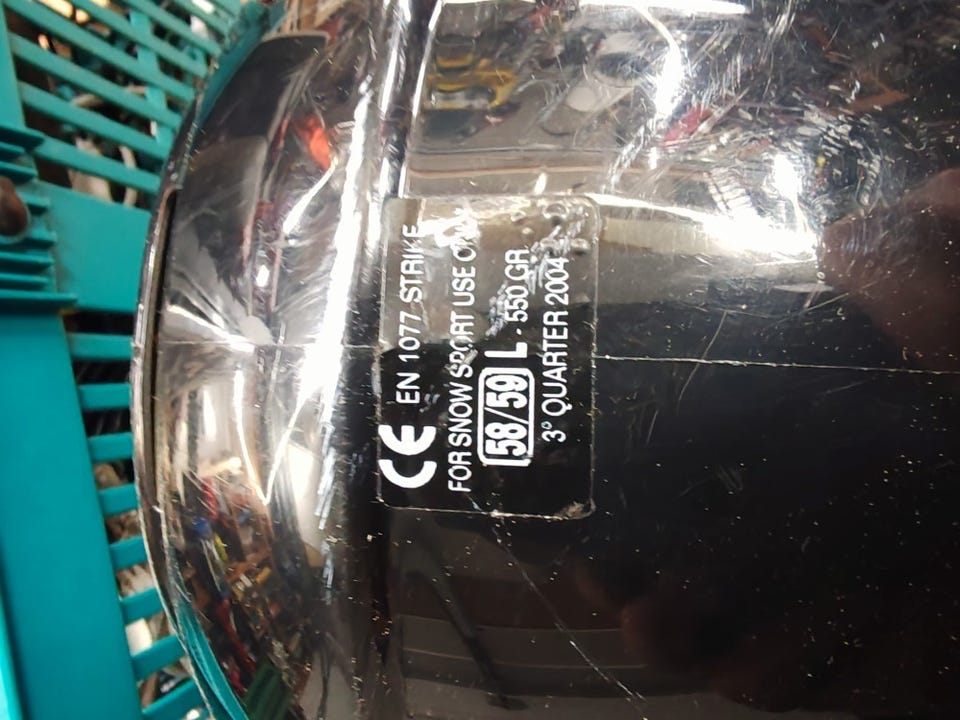 CE EN 1077 STRIKE
FOR SNOW SPORT USE ONLY
58/59 L - 550 GR
3° QUARTER 2004